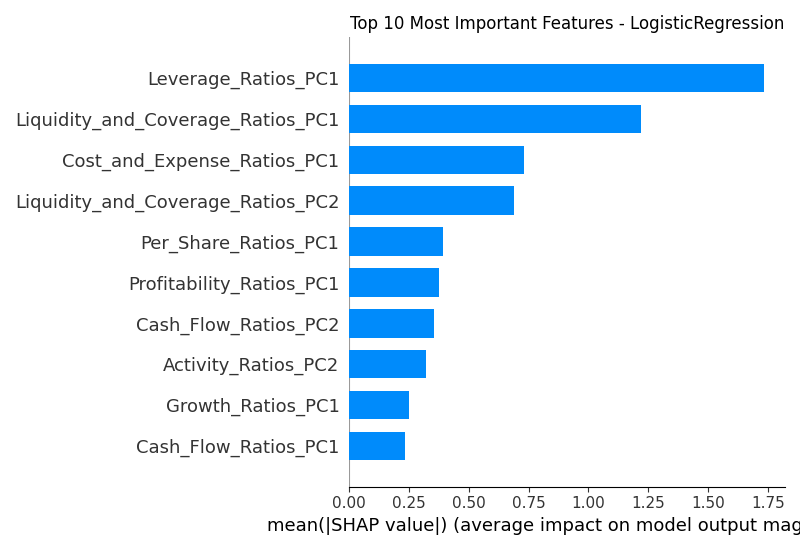 Top 10 Most Important Features - LogisticRegression
Leverage_Ratios_PC1
Liquidity_and_Coverage_Ratios_PC1
Cost_and_Expense_Ratios_PC1
Liquidity_and_Coverage_Ratios_PC2
Per_Share_Ratios_PC1
Profitability_Ratios_PC1
Cash_Flow_Ratios_PC2
Activity_Ratios_PC2
Growth_Ratios_PC1
Cash_Flow_Ratios_PC1
0.00 0.25 0.50 0.75 1.00 1.25 1.50 1.75
mean(|SHAP value|) (average impact on model output mag